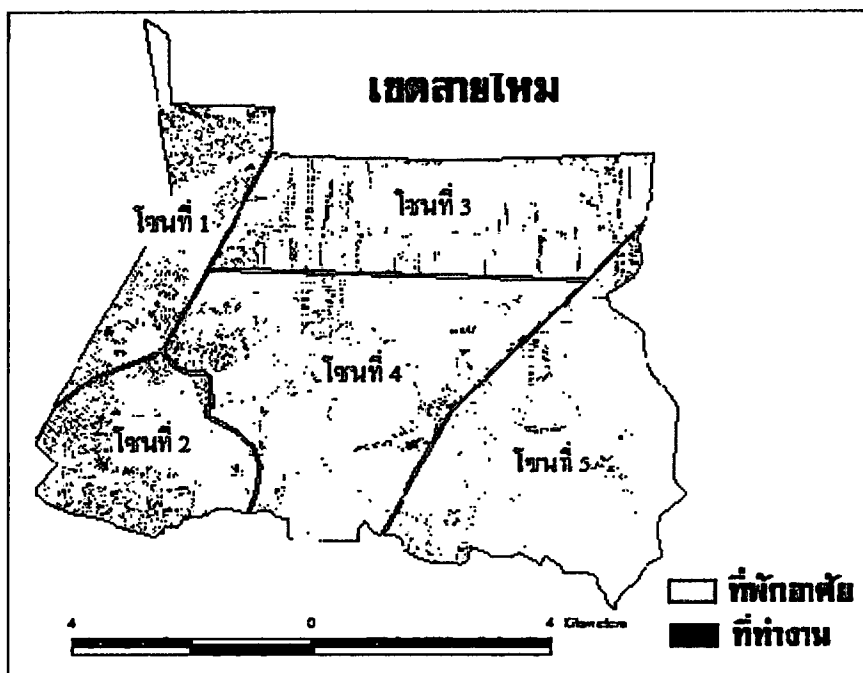 เขตสายไหม
โซนที่ 1
โซนที่ 3
โซนที่ 4
โซนที่ 2
โซนที่ 5
ที่พักอาศัย
4 0 4 Kilometers
ที่ทำงาน